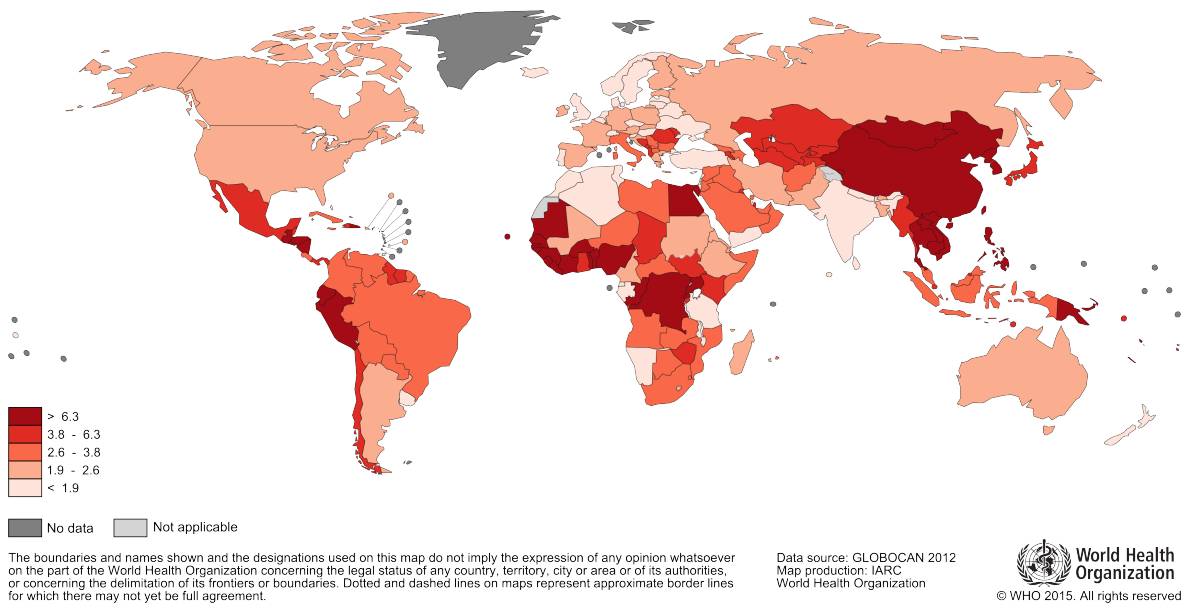 > 6.3
3.8 - 6.3
2.6 - 3.8
1.9 - 2.6
< 1.9
No data
Not applicable
The boundaries and names shown and the designations used on this map do not imply the expression of any opinion whatsoever
on the part of the World Health Organization concerning the legal status of any country, territory, city or area or of its authorities,
or concerning the delimitation of its frontiers or boundaries. Dotted and dashed lines on maps represent approximate border lines
for which there may not yet be full agreement.
Data source: GLOBOCAN 2012
Map production: IARC
World Health Organization
World Health
Organization
© WHO 2015. All rights reserved